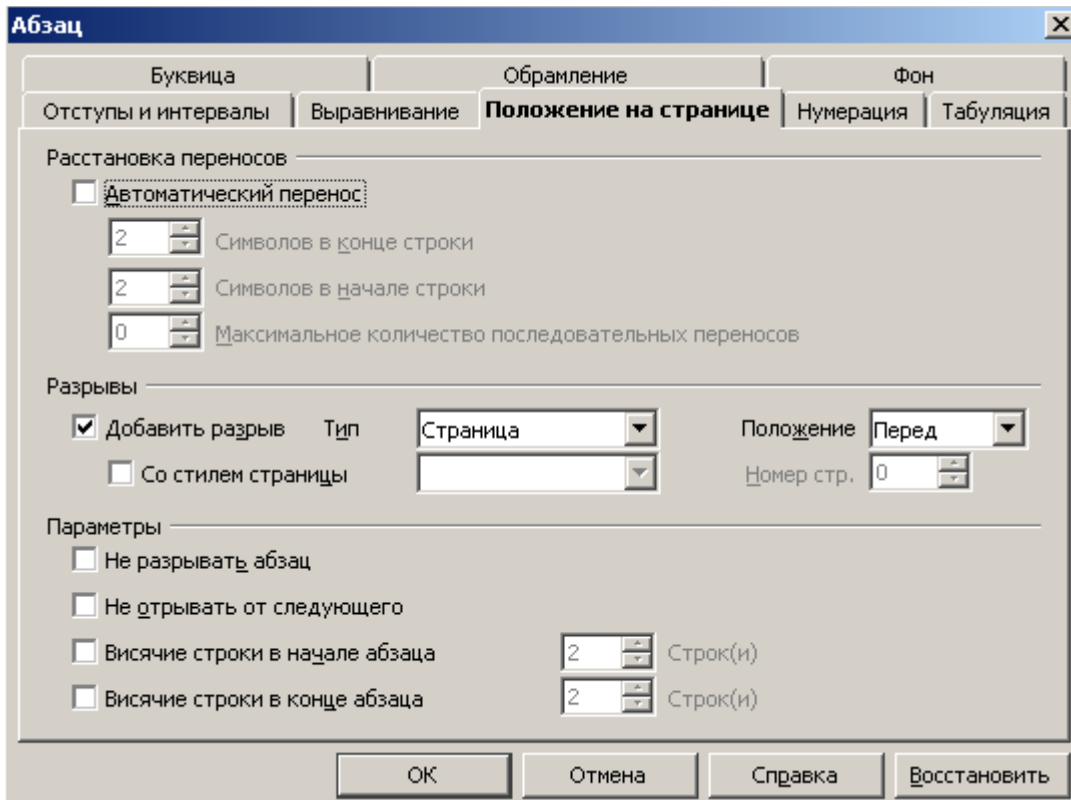 Абзац
Буквица Обрамление Фон
Отступы и интервалы Выравнивание Положение на странице Нумерация Табуляция
Расстановка переносов
Автоматический перенос
2 Символов в конце строки
2 Символов в начале строки
0 Максимальное количество последовательных переносов
Разрывы
Добавить разрыв Тип Страница Положение Перед
Со стилем страницы Номер стр. 0
Параметры
Не разрывать абзац
Не отрывать от следующего
Висячие строки в начале абзаца 2 Строк(и)
Висячие строки в конце абзаца 2 Строк(и)
ОК Отмена Справка Восстановить